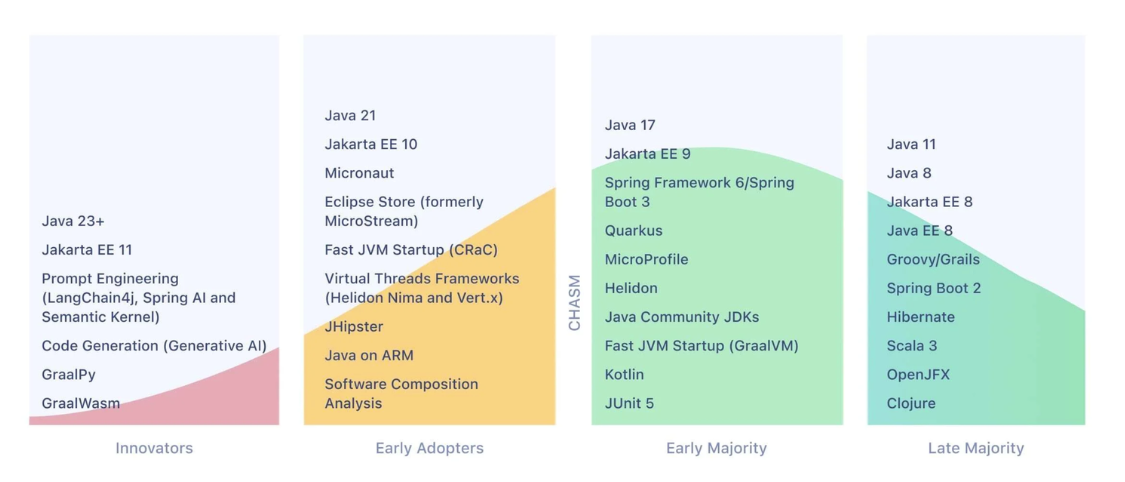 Java 23+
Jakarta EE 11
Prompt Engineering
(LangChain4j, Spring AI and
Semantic Kernel)
Code Generation (Generative AI)
GraalPy
GraalWasm
Innovators
Java 21
Jakarta EE 10
Micronaut
Eclipse Store (formerly
MicroStream)
Fast JVM Startup (CRaC)
Virtual Threads Frameworks
(Helidon Nima and Vert.x)
JHipster
Java on ARM
Software Composition
Analysis
Early Adopters
CHASM
Java 17
Jakarta EE 9
Spring Framework 6/Spring
Boot 3
Quarkus
MicroProfile
Helidon
Java Community JDKs
Fast JVM Startup (GraalVM)
Kotlin
JUnit 5
Early Majority
Java 11
Java 8
Jakarta EE 8
Java EE 8
Groovy/Grails
Spring Boot 2
Hibernate
Scala 3
OpenJFX
Clojure
Late Majority